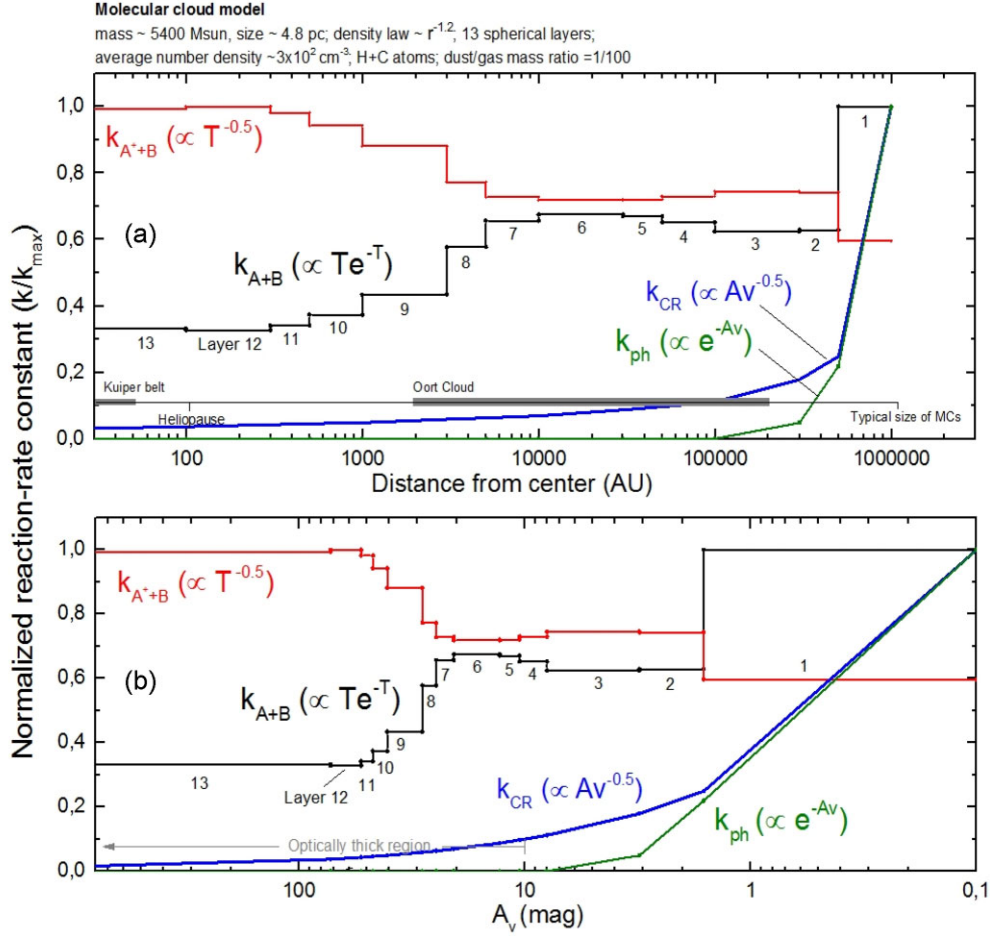 Molecular cloud model
mass ~ 5400 Msun, size ~ 4.8 pc; density law ~ r^-1.2; 13 spherical layers;
average number density ~3x10^2 cm^-3; H+C atoms; dust/gas mass ratio =1/100
Normalized reaction-rate constant (k/k_max)
1,0
0,8
0,6
0,4
0,2
0,0
k_A^++B (∝ T^-0.5)
(a)
k_A+B (∝ Te^-T)
13
Layer 12
11
10
9
8
7
6
5
4
3
2
1
k_CR (∝ Av^-0.5)
k_ph (∝ e^-Av)
Kuiper belt
Oort Cloud
Heliopause
Typical size of MCs
100
1000
10000
100000
1000000
Distance from center (AU)
1,0
0,8
0,6
0,4
0,2
0,0
k_A^++B (∝ T^-0.5)
(b)
k_A+B (∝ Te^-T)
13
Layer 12
11
10
9
8
7
6
5
4
3
2
1
k_CR (∝ Av^-0.5)
k_ph (∝ e^-Av)
Optically thick region
100
10
1
0,1
A_v (mag)